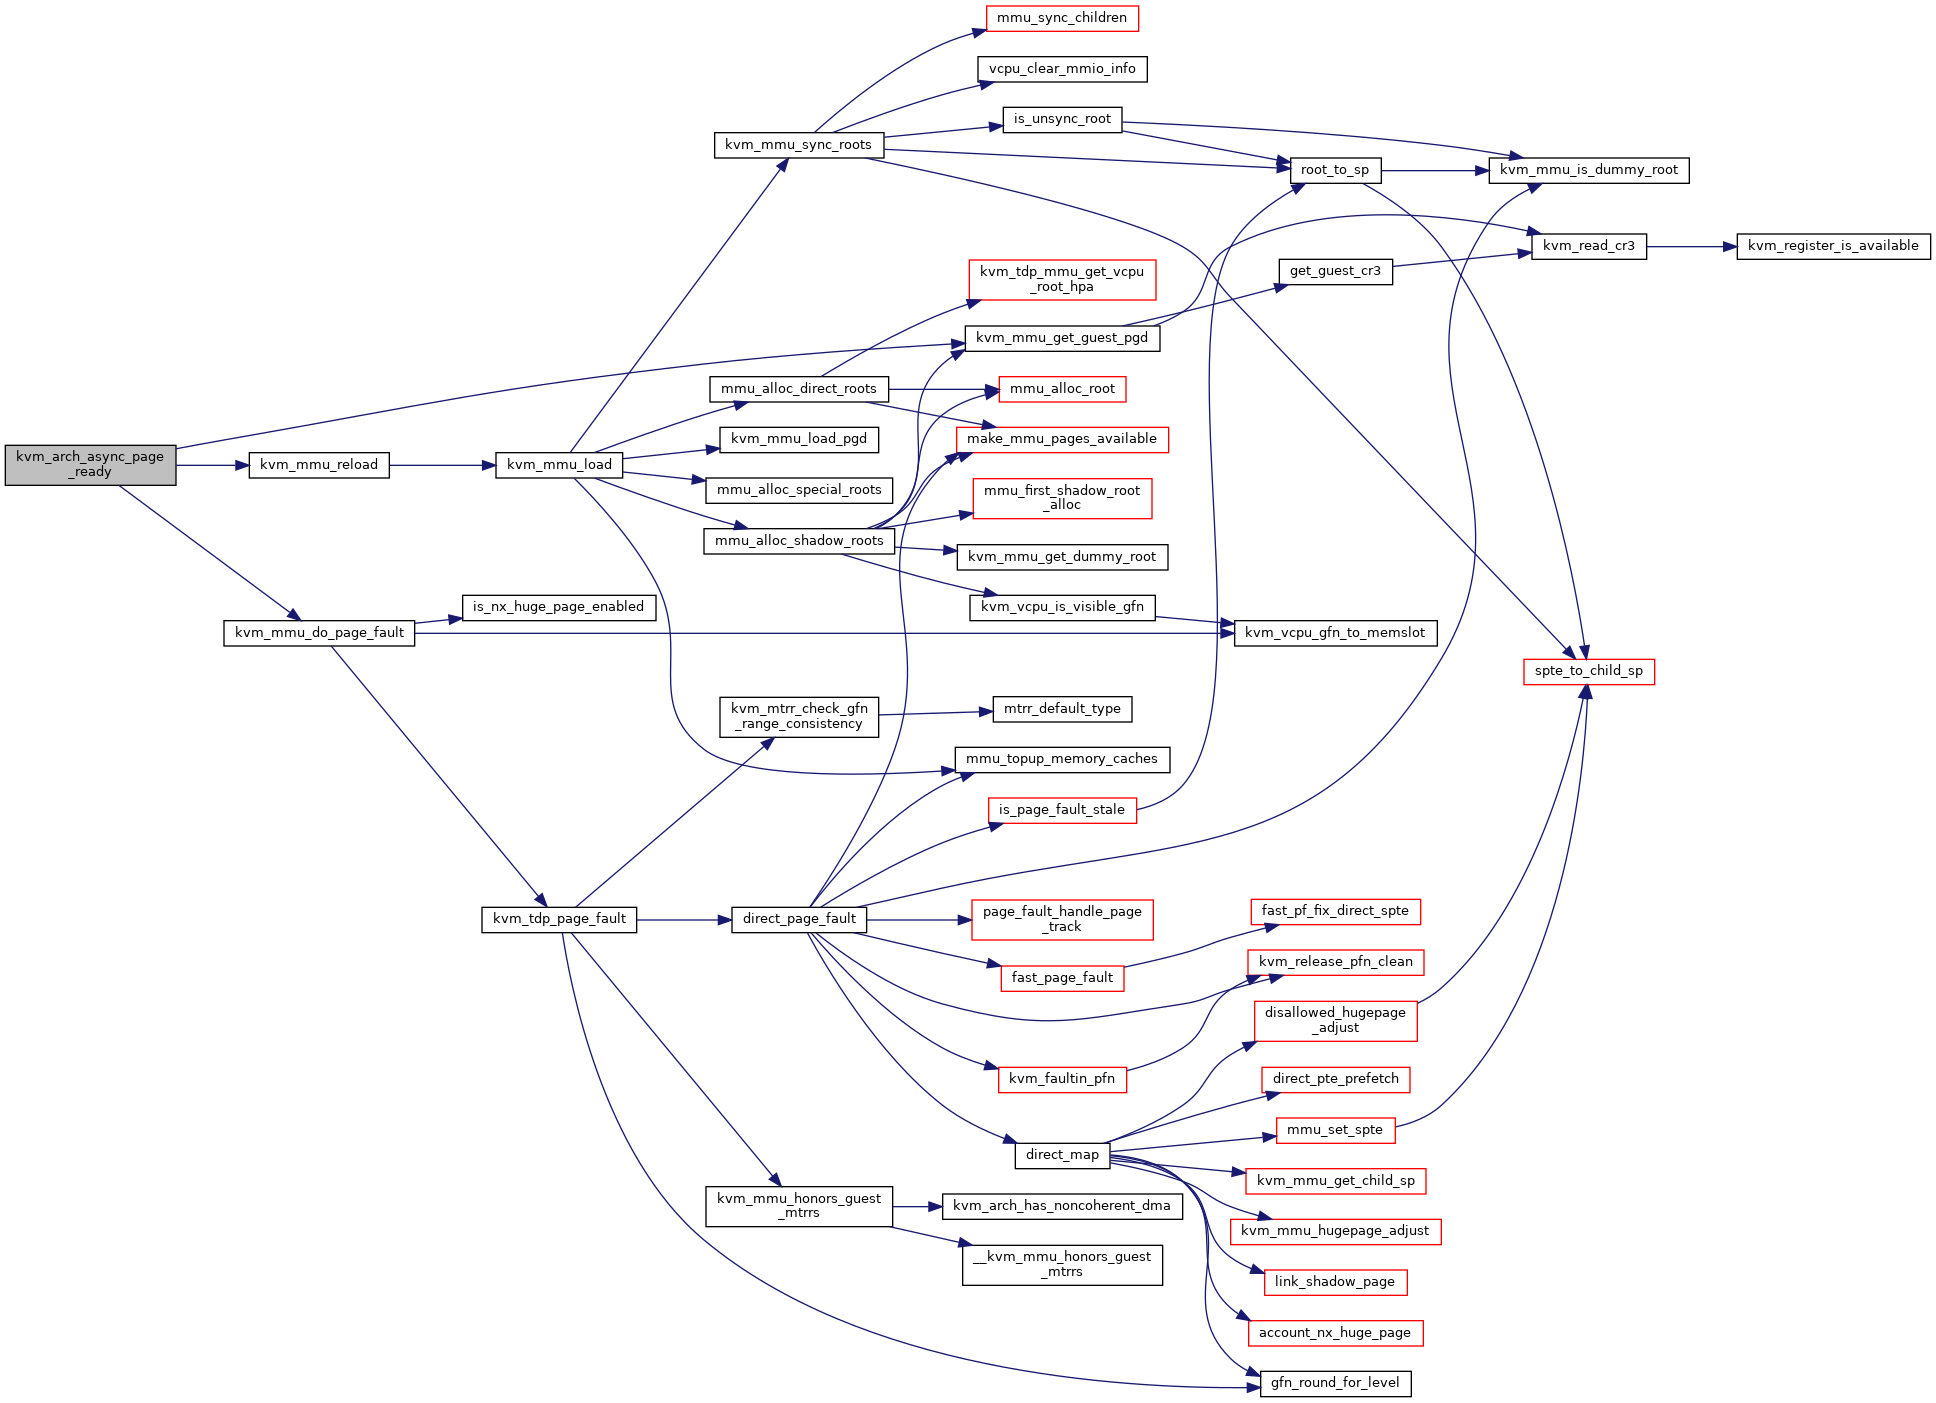 mmu_sync_children
vcpu_clear_mmio_info
is_unsync_root
kvm_mmu_sync_roots
root_to_sp
kvm_mmu_is_dummy_root
kvm_read_cr3
kvm_register_is_available
kvm_tdp_mmu_get_vcpu
_root_hpa
get_guest_cr3
kvm_mmu_get_guest_pgd
mmu_alloc_direct_roots
mmu_alloc_root
kvm_mmu_load_pgd
make_mmu_pages_available
kvm_arch_async_page
_ready
kvm_mmu_reload
kvm_mmu_load
mmu_alloc_special_roots
mmu_first_shadow_root
_alloc
mmu_alloc_shadow_roots
kvm_mmu_get_dummy_root
is_nx_huge_page_enabled
kvm_vcpu_is_visible_gfn
kvm_mmu_do_page_fault
kvm_vcpu_gfn_to_memslot
spte_to_child_sp
kvm_mtrr_check_gfn
_range_consistency
mtrr_default_type
mmu_topup_memory_caches
is_page_fault_stale
kvm_tdp_page_fault
direct_page_fault
page_fault_handle_page
_track
fast_pf_fix_direct_spte
fast_page_fault
kvm_release_pfn_clean
disallowed_hugepage
_adjust
kvm_faultin_pfn
direct_pte_prefetch
mmu_set_spte
direct_map
kvm_mmu_get_child_sp
kvm_mmu_honors_guest
_mtrrs
kvm_arch_has_noncoherent_dma
kvm_mmu_hugepage_adjust
__kvm_mmu_honors_guest
_mtrrs
link_shadow_page
account_nx_huge_page
gfn_round_for_level